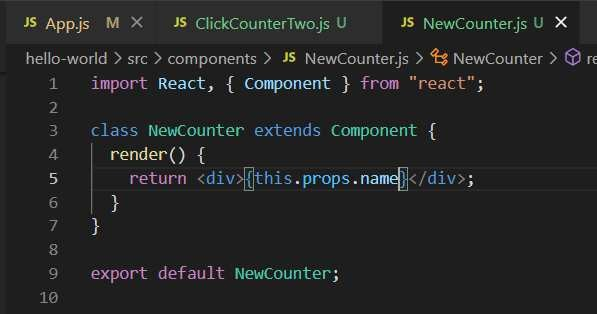 JS App.js M × JS ClickCounterTwo.js U JS NewCounter.js U ×
hello-world > src > components > JS NewCounter.js > NewCounter > re
1 import React, { Component } from "react";
2
3 class NewCounter extends Component {
4 render() {
5 return <div>{this.props.name}</div>;
6 }
7 }
8
9 export default NewCounter;
10